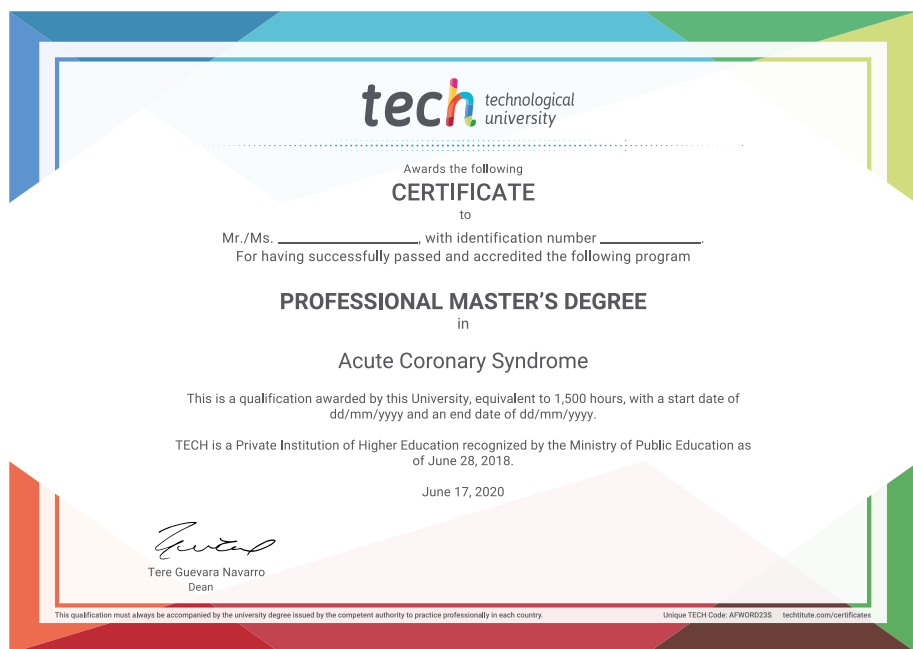 tech technological
university
Awards the following
CERTIFICATE
to
Mr./Ms. ____________________, with identification number ______________.
For having successfully passed and accredited the following program
PROFESSIONAL MASTER'S DEGREE
in
Acute Coronary Syndrome
This is a qualification awarded by this University, equivalent to 1,500 hours, with a start date of
dd/mm/yyyy and an end date of dd/mm/yyyy.
TECH is a Private Institution of Higher Education recognized by the Ministry of Public Education as
of June 28, 2018.
June 17, 2020
Tere Guevara Navarro
Dean
This qualification must always be accompanied by the university degree issued by the competent authority to practice professionally in each country. Unique TECH Code: AFWORD23S techtitute.com/certificates